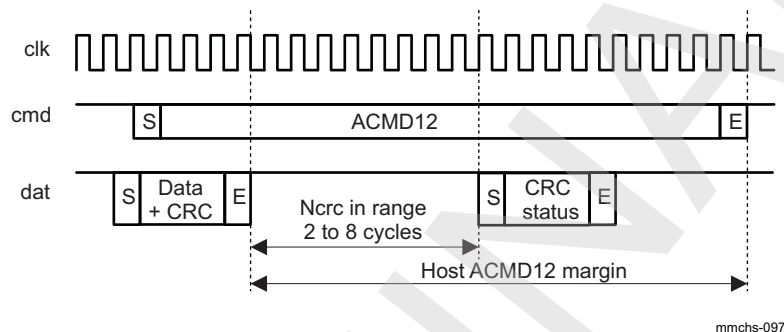 clk
cmd
S
ACMD12
E
dat
S
Data
+ CRC
E
S
CRC
status
E
Ncrc in range
2 to 8 cycles
Host ACMD12 margin
mmchs-097